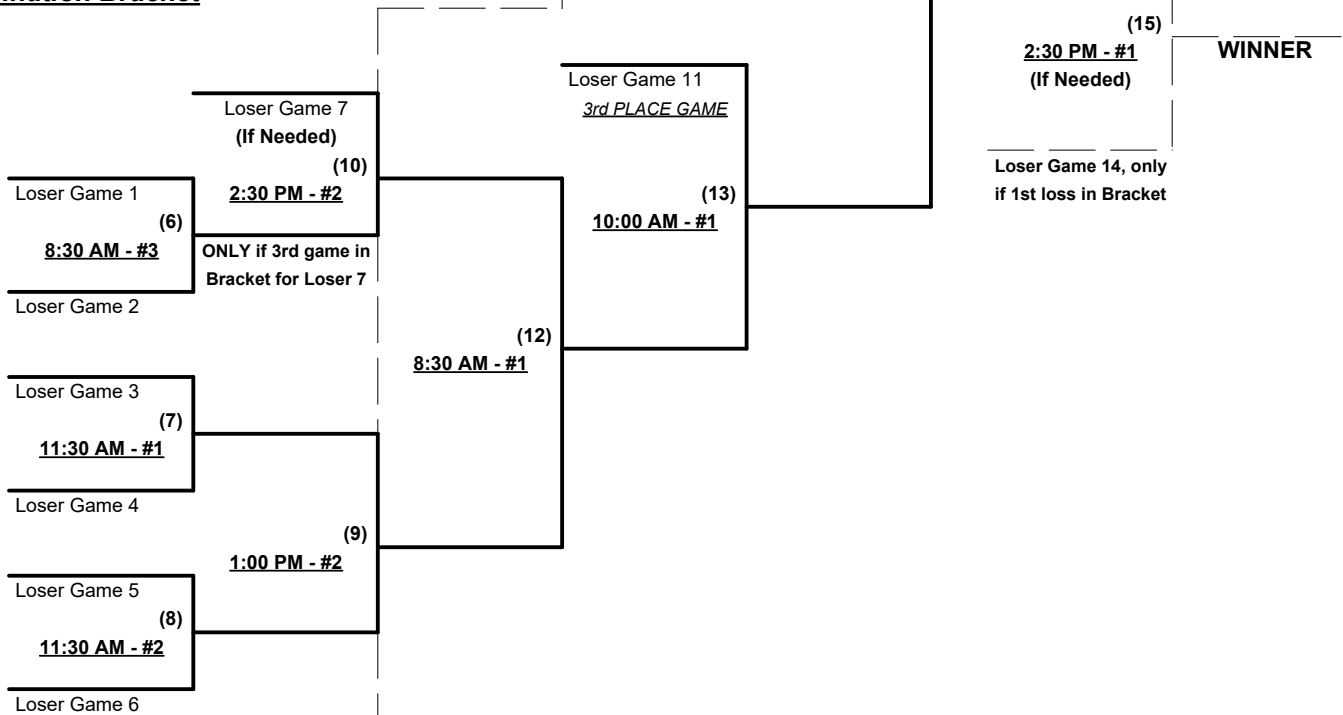 Bracket
(15)
2:30 PM - #1
(If Needed)
WINNER
Loser Game 14, only
if 1st loss in Bracket
Loser Game 11
3rd PLACE GAME
(13)
10:00 AM - #1
Loser Game 7
(If Needed)
(10)
2:30 PM - #2
ONLY if 3rd game in
Bracket for Loser 7
Loser Game 1
(6)
8:30 AM - #3
Loser Game 2
(12)
8:30 AM - #1
Loser Game 3
(7)
11:30 AM - #1
Loser Game 4
(9)
1:00 PM - #2
Loser Game 5
(8)
11:30 AM - #2
Loser Game 6